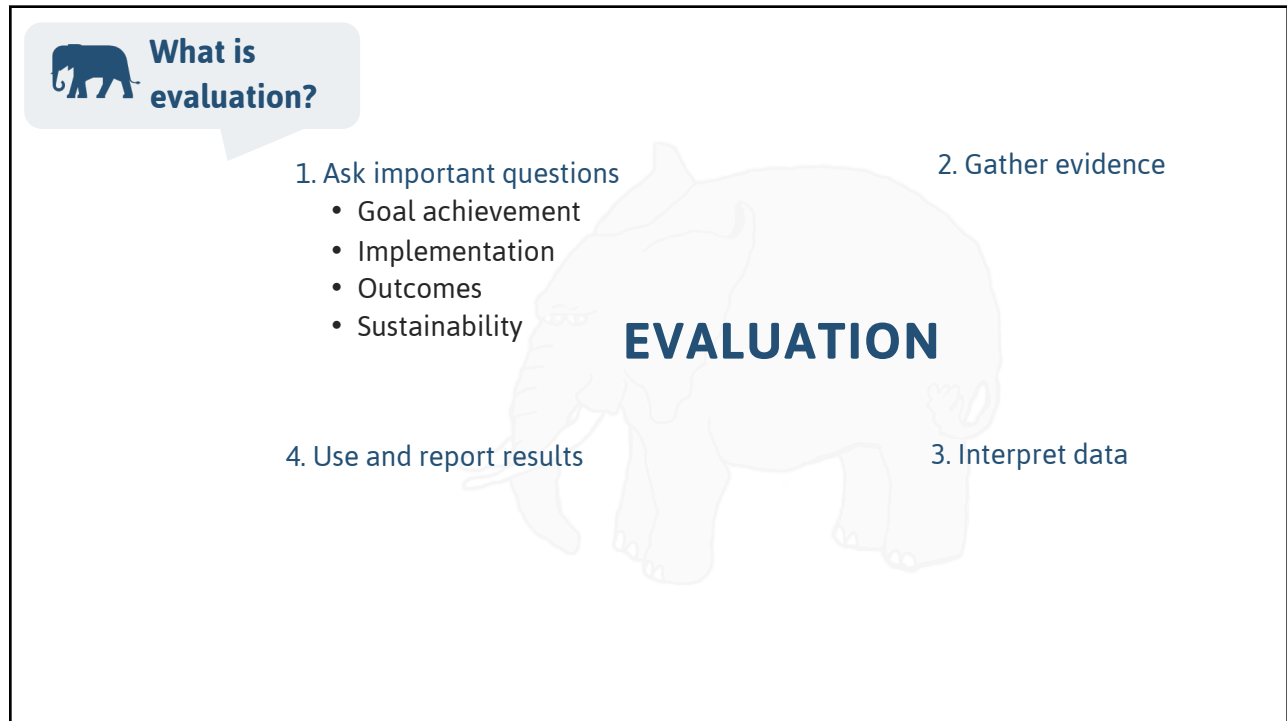 What is
evaluation?
1. Ask important questions
• Goal achievement
• Implementation
• Outcomes
• Sustainability
2. Gather evidence
EVALUATION
4. Use and report results
3. Interpret data